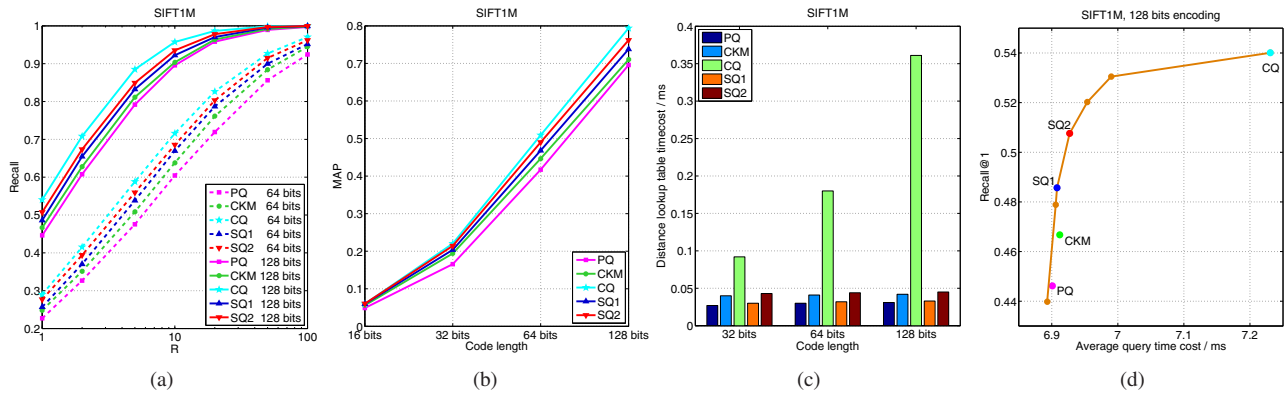 SIFT1M
1
0.9
0.8
0.7
0.6
0.5
0.4
0.3
0.2
Recall
1
10
100
R
PQ 64 bits
CKM 64 bits
CQ 64 bits
SQ1 64 bits
SQ2 64 bits
PQ 128 bits
CKM 128 bits
CQ 128 bits
SQ1 128 bits
SQ2 128 bits
(a)
SIFT1M
0.8
0.7
0.6
0.5
0.4
0.3
0.2
0.1
0
MAP
16 bits
32 bits
64 bits
128 bits
Code length
PQ
CKM
CQ
SQ1
SQ2
(b)
SIFT1M
0.4
0.35
0.3
0.25
0.2
0.15
0.1
0.05
0
Distance lookup table timecost / ms
PQ
CKM
CQ
SQ1
SQ2
32 bits
64 bits
128 bits
Code length
(c)
SIFT1M, 128 bits encoding
0.54
0.52
0.5
0.48
0.46
0.44
Recall@1
CQ
SQ2
SQ1
CKM
PQ
6.9
7
7.1
7.2
Average query time cost / ms
(d)